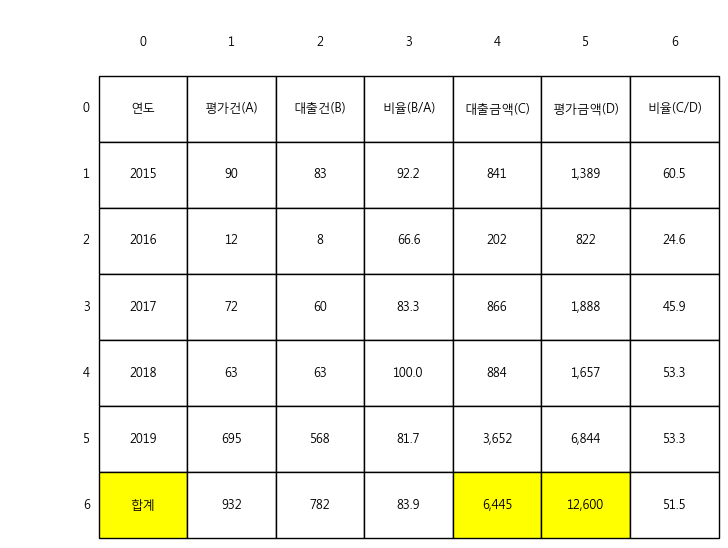 0 1 2 3 4 5 6
0 연도 평가건(A) 대출건(B) 비율(B/A) 대출금액(C) 평가금액(D) 비율(C/D)
1 2015 90 83 92.2 841 1,389 60.5
2 2016 12 8 66.6 202 822 24.6
3 2017 72 60 83.3 866 1,888 45.9
4 2018 63 63 100.0 884 1,657 53.3
5 2019 695 568 81.7 3,652 6,844 53.3
6 합계 932 782 83.9 6,445 12,600 51.5